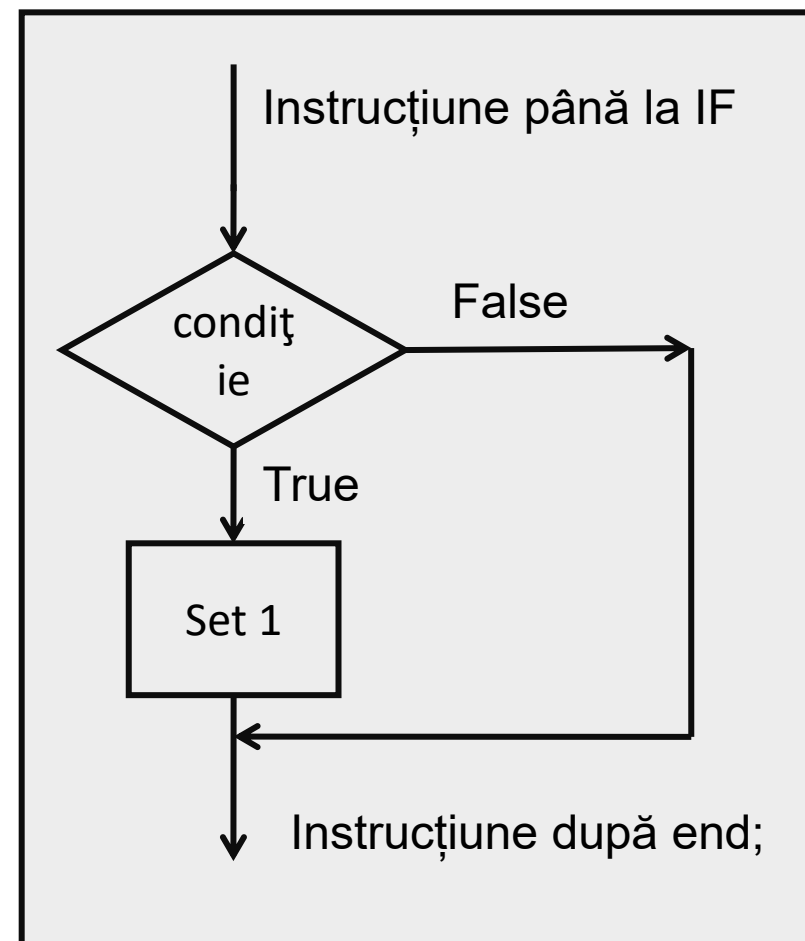 Instrucțiune până la IF
False
condiţ
ie
True
Set 1
Instrucțiune după end;